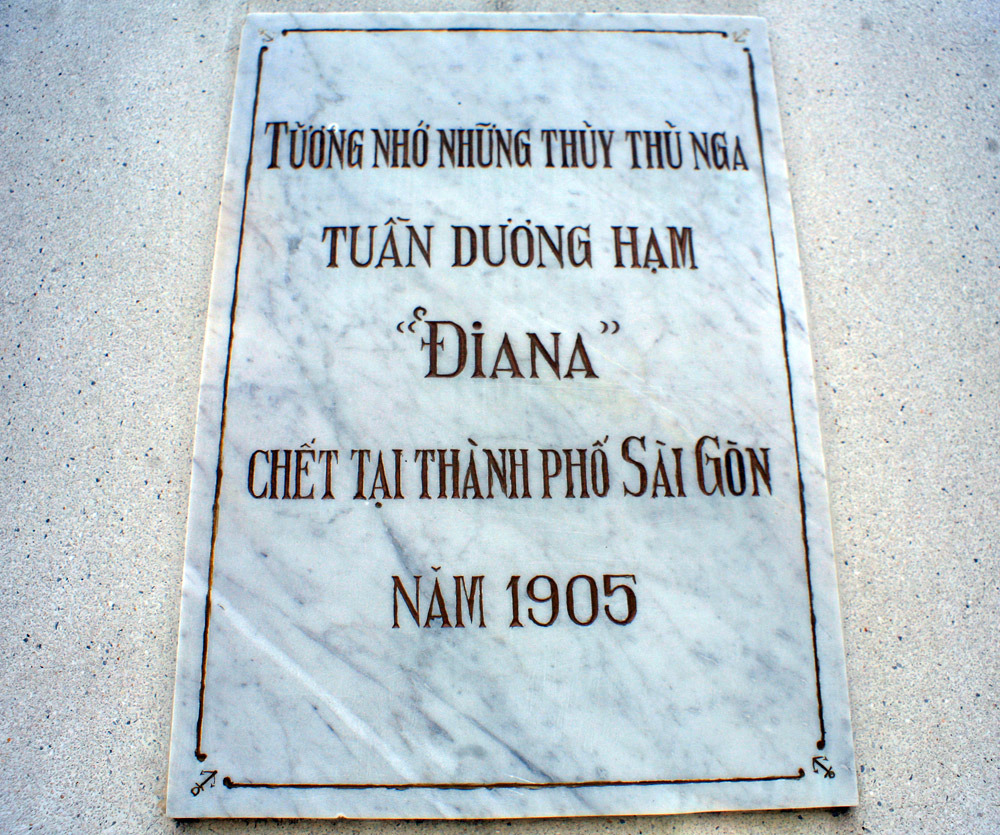 TƯỞNG NHỚ NHỮNG THỦY THỦ NGA
TUẦN DƯƠNG HẠM
“ĐIANA”
CHẾT TẠI THÀNH PHỐ SÀI GÒN
NĂM 1905